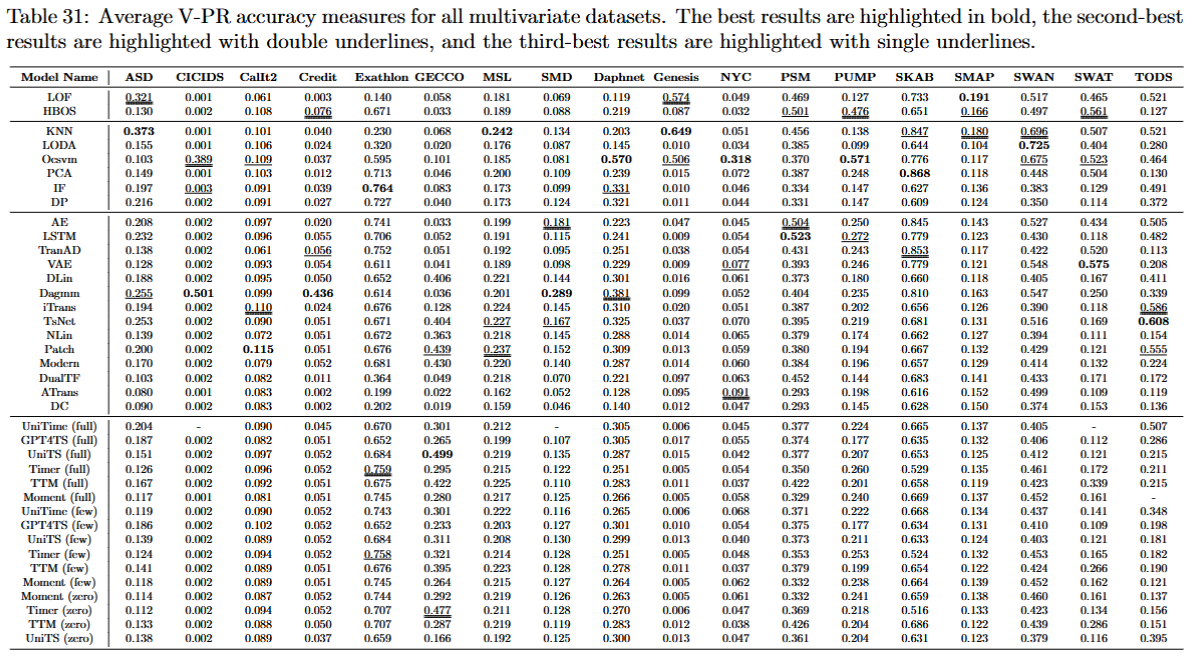 Table 31: Average V-PR accuracy measures for all multivariate datasets. The best results are highlighted in bold, the second-best
results are highlighted with double underlines, and the third-best results are highlighted with single underlines.
Model Name ASD CICIDS CalIt2 Credit Exathlon GECCO MSL SMD Daphnet Genesis NYC PSM PUMP SKAB SMAP SWAN SWAT TODS
LOF 0.321 0.001 0.061 0.003 0.140 0.058 0.181 0.069 0.119 0.574 0.049 0.469 0.127 0.733 0.191 0.517 0.465 0.521
HBOS 0.130 0.002 0.108 0.076 0.671 0.033 0.189 0.088 0.219 0.087 0.032 0.501 0.476 0.651 0.166 0.497 0.561 0.127
KNN 0.373 0.001 0.101 0.040 0.230 0.068 0.242 0.134 0.203 0.649 0.051 0.456 0.138 0.847 0.180 0.696 0.507 0.521
LODA 0.155 0.001 0.106 0.024 0.320 0.020 0.176 0.087 0.145 0.010 0.034 0.385 0.099 0.644 0.104 0.725 0.404 0.280
Ocsvm 0.103 0.389 0.109 0.037 0.595 0.101 0.185 0.081 0.570 0.506 0.318 0.370 0.571 0.776 0.117 0.675 0.523 0.464
PCA 0.149 0.001 0.103 0.012 0.713 0.046 0.200 0.109 0.239 0.015 0.072 0.387 0.248 0.868 0.118 0.448 0.504 0.130
IF 0.197 0.003 0.091 0.039 0.764 0.083 0.173 0.099 0.331 0.010 0.046 0.334 0.147 0.627 0.136 0.383 0.129 0.491
DP 0.216 0.002 0.091 0.027 0.727 0.040 0.173 0.124 0.321 0.011 0.044 0.331 0.147 0.609 0.124 0.350 0.114 0.372
AE 0.208 0.002 0.097 0.020 0.741 0.033 0.199 0.181 0.223 0.047 0.045 0.504 0.250 0.845 0.143 0.527 0.434 0.505
LSTM 0.232 0.002 0.096 0.055 0.706 0.052 0.191 0.115 0.241 0.009 0.054 0.523 0.272 0.779 0.123 0.430 0.118 0.482
TranAD 0.138 0.002 0.061 0.056 0.752 0.051 0.192 0.095 0.251 0.038 0.054 0.431 0.243 0.853 0.117 0.422 0.520 0.113
VAE 0.128 0.002 0.093 0.054 0.611 0.041 0.189 0.098 0.229 0.009 0.077 0.393 0.246 0.779 0.121 0.548 0.575 0.208
DLin 0.188 0.002 0.095 0.050 0.652 0.406 0.221 0.144 0.301 0.016 0.061 0.373 0.180 0.660 0.118 0.405 0.167 0.411
Dagmm 0.255 0.501 0.099 0.436 0.614 0.036 0.201 0.289 0.381 0.099 0.052 0.404 0.235 0.810 0.163 0.547 0.250 0.339
iTrans 0.194 0.002 0.110 0.024 0.676 0.128 0.224 0.145 0.310 0.020 0.051 0.387 0.202 0.656 0.126 0.390 0.118 0.586
TsNet 0.253 0.002 0.090 0.051 0.671 0.404 0.227 0.167 0.325 0.037 0.070 0.395 0.219 0.681 0.131 0.516 0.169 0.608
NLin 0.139 0.002 0.072 0.051 0.672 0.363 0.218 0.145 0.288 0.014 0.065 0.379 0.174 0.662 0.127 0.394 0.111 0.154
Patch 0.200 0.002 0.115 0.051 0.676 0.439 0.237 0.152 0.309 0.013 0.059 0.380 0.194 0.667 0.132 0.429 0.121 0.555
Modern 0.170 0.002 0.079 0.052 0.681 0.430 0.220 0.140 0.287 0.014 0.060 0.384 0.196 0.657 0.129 0.414 0.132 0.224
DualTF 0.103 0.002 0.082 0.011 0.364 0.049 0.218 0.070 0.221 0.097 0.063 0.452 0.144 0.683 0.141 0.433 0.171 0.172
ATrans 0.080 0.001 0.083 0.002 0.199 0.022 0.162 0.052 0.128 0.095 0.091 0.293 0.198 0.616 0.152 0.499 0.109 0.119
DC 0.090 0.002 0.083 0.002 0.202 0.019 0.159 0.046 0.140 0.012 0.047 0.293 0.145 0.628 0.150 0.374 0.153 0.136
UniTime (full) 0.204 - 0.090 0.045 0.670 0.301 0.212 - 0.305 0.006 0.045 0.377 0.224 0.665 0.137 0.405 - 0.507
GPT4TS (full) 0.187 0.002 0.082 0.051 0.652 0.265 0.199 0.107 0.305 0.017 0.055 0.374 0.177 0.635 0.132 0.406 0.112 0.286
UniTS (full) 0.151 0.002 0.097 0.052 0.684 0.499 0.219 0.135 0.287 0.015 0.042 0.377 0.207 0.653 0.125 0.412 0.121 0.215
Timer (full) 0.126 0.002 0.096 0.052 0.759 0.295 0.215 0.122 0.251 0.005 0.054 0.350 0.260 0.529 0.135 0.461 0.172 0.211
TTM (full) 0.167 0.002 0.092 0.051 0.675 0.422 0.225 0.110 0.283 0.011 0.037 0.422 0.201 0.658 0.119 0.423 0.339 0.215
Moment (full) 0.117 0.001 0.081 0.051 0.745 0.280 0.217 0.125 0.266 0.005 0.058 0.329 0.240 0.669 0.137 0.452 0.161 -
UniTime (few) 0.119 0.002 0.090 0.052 0.743 0.301 0.222 0.116 0.265 0.006 0.068 0.371 0.222 0.668 0.134 0.437 0.141 0.348
GPT4TS (few) 0.186 0.002 0.102 0.052 0.652 0.233 0.203 0.127 0.301 0.010 0.054 0.375 0.177 0.634 0.131 0.410 0.109 0.198
UniTS (few) 0.139 0.002 0.089 0.052 0.684 0.311 0.208 0.130 0.299 0.013 0.040 0.373 0.211 0.633 0.124 0.403 0.121 0.181
Timer (few) 0.124 0.002 0.094 0.052 0.758 0.321 0.214 0.128 0.251 0.005 0.048 0.353 0.253 0.524 0.132 0.453 0.165 0.182
TTM (few) 0.141 0.002 0.089 0.051 0.676 0.395 0.223 0.128 0.278 0.011 0.037 0.379 0.199 0.654 0.122 0.424 0.266 0.190
Moment (few) 0.118 0.002 0.089 0.051 0.745 0.264 0.215 0.127 0.264 0.005 0.062 0.332 0.238 0.664 0.139 0.452 0.162 0.121
Moment (zero) 0.114 0.002 0.087 0.052 0.744 0.292 0.219 0.126 0.263 0.005 0.061 0.332 0.241 0.659 0.138 0.460 0.161 0.137
Timer (zero) 0.112 0.002 0.094 0.052 0.707 0.477 0.211 0.128 0.270 0.006 0.047 0.369 0.218 0.516 0.133 0.423 0.134 0.156
TTM (zero) 0.133 0.002 0.088 0.050 0.707 0.287 0.219 0.119 0.283 0.012 0.038 0.426 0.204 0.686 0.122 0.439 0.286 0.151
UniTS (zero) 0.138 0.002 0.089 0.037 0.659 0.166 0.192 0.125 0.300 0.013 0.047 0.361 0.204 0.631 0.123 0.379 0.116 0.395